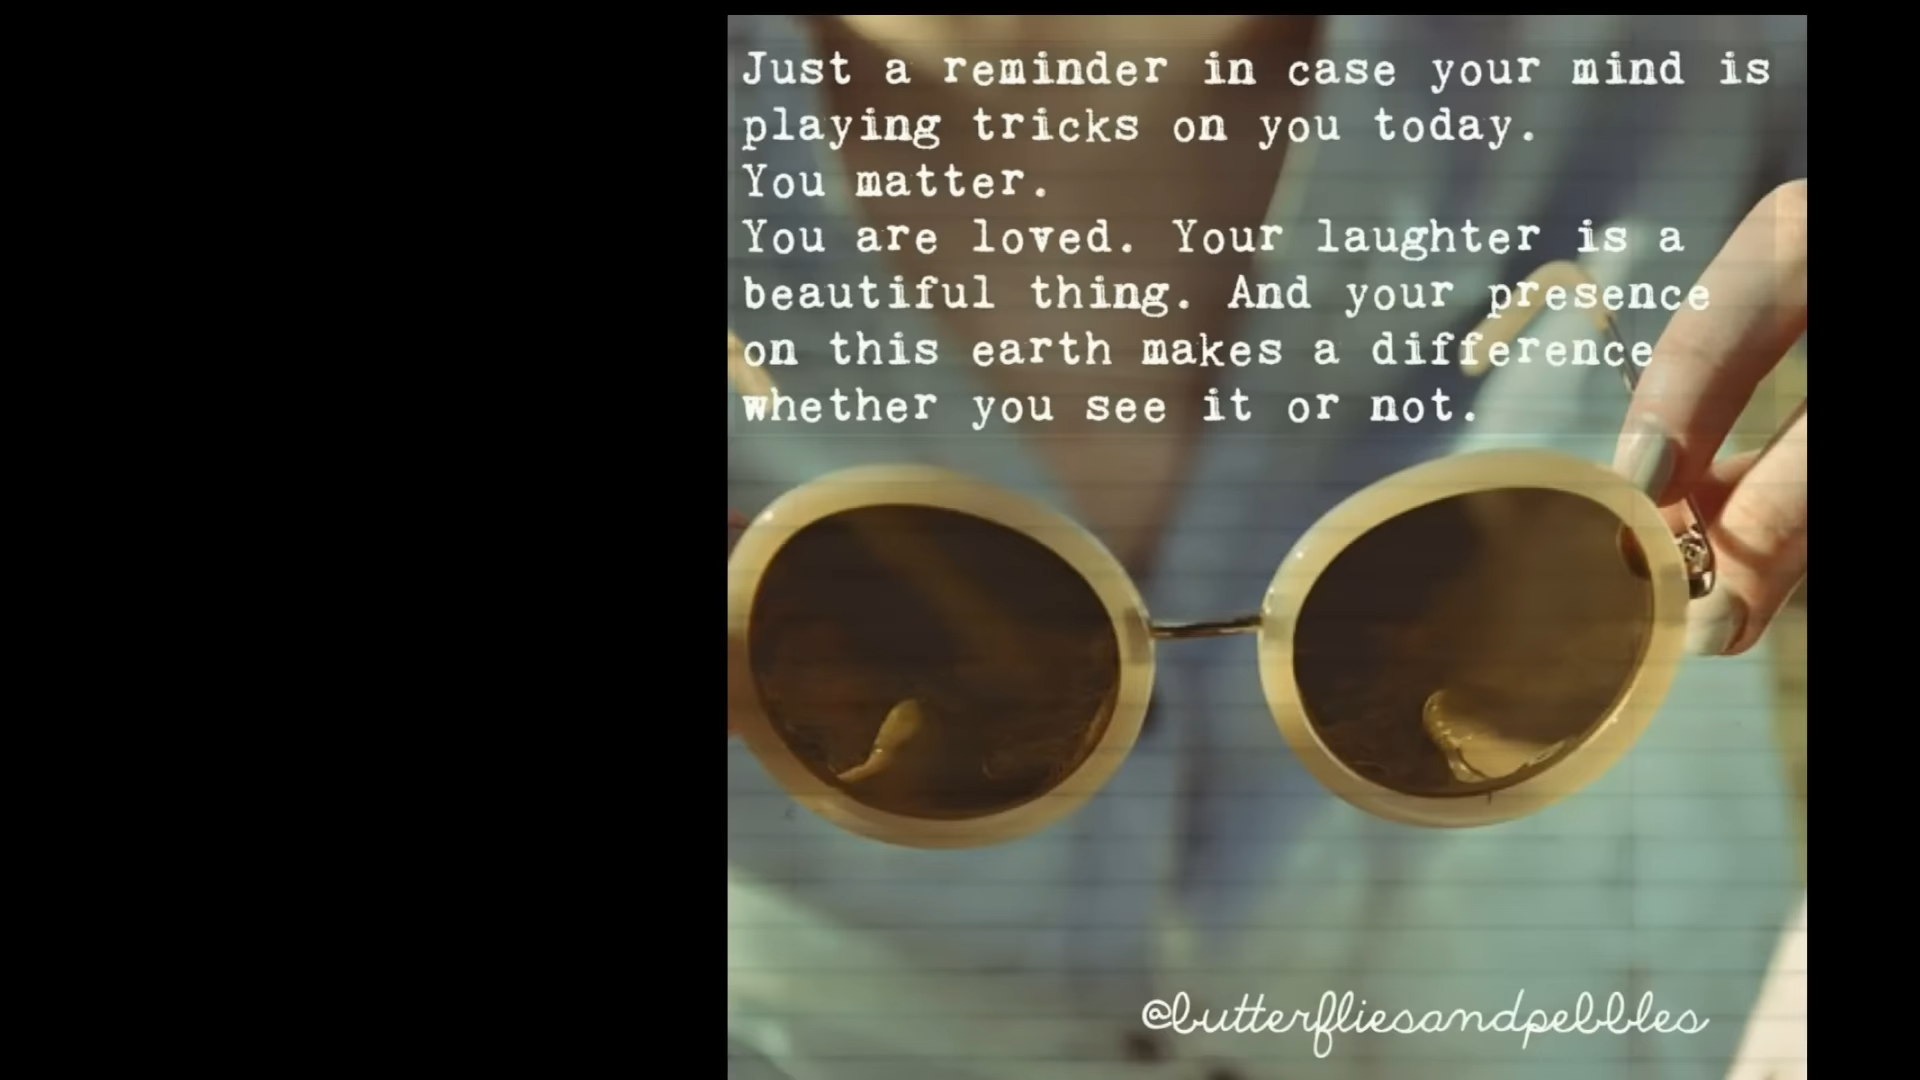 Just a reminder in case your mind is
playing tricks on you today.
You matter.
You are loved. Your laughter is a
beautiful thing. And your presence
on this earth makes a difference
whether you see it or not.
@butterfliesandpebbles